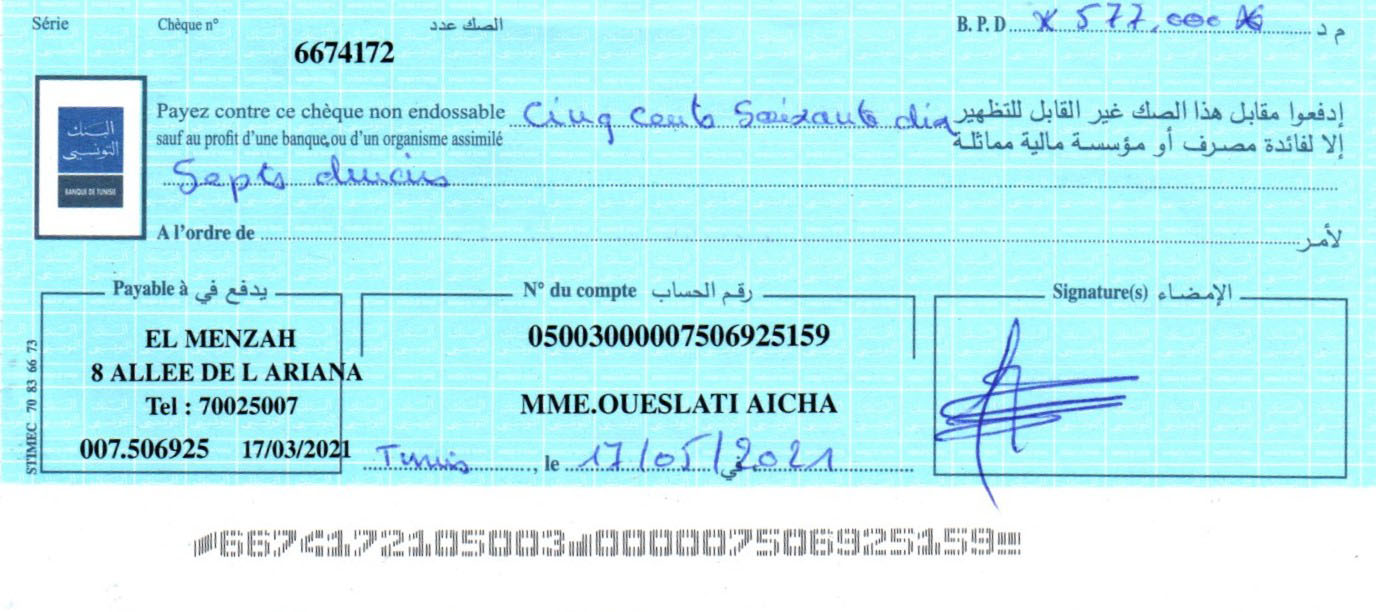 Série Chèque n° الصك عدد B. P. D x 577,000 م د
6674172
البنك
التونسي
BANQUE DE TUNISIE
Payez contre ce chèque non endossable Cinq cents Soixante dix إدفعوا مقابل هذا الصك غير القابل للتظهير
sauf au profit d'une banque,ou d'un organisme assimilé إلا لفائدة مصرف أو مؤسسة مالية مماثلة
Septs
A l'ordre de لأمر
Payable à يدفع في N° du compte رقم الحساب Signature(s) الإمضاء
EL MENZAH 05003000007506925159
8 ALLEE DE L ARIANA
Tel : 70025007 MME.OUESLATI AICHA
007.506925 17/03/2021 Tunis, le 17/05/2021 في
STIMEC 70 83 66 73
6674172105003000007506925159